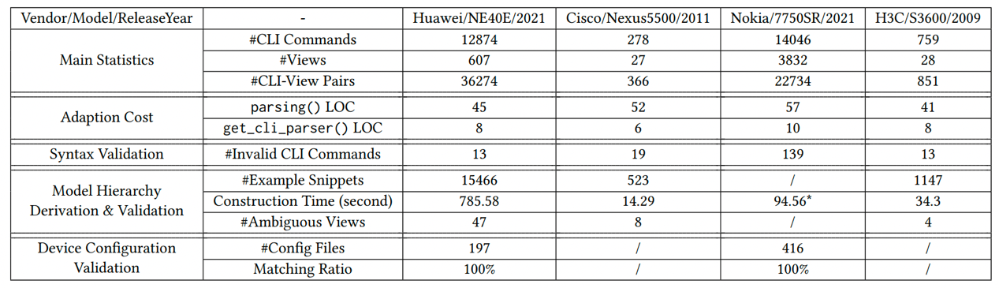 Vendor/Model/ReleaseYear - Huawei/NE40E/2021 Cisco/Nexus5500/2011 Nokia/7750SR/2021 H3C/S3600/2009
Main Statistics #CLI Commands 12874 278 14046 759
#Views 607 27 3832 28
#CLI-View Pairs 36274 366 22734 851
Adaption Cost parsing() LOC 45 52 57 41
get_cli_parser() LOC 8 6 10 8
Syntax Validation #Invalid CLI Commands 13 19 139 13
Model Hierarchy
Derivation & Validation
#Example Snippets 15466 523 / 1147
Construction Time (second) 785.58 14.29 94.56* 34.3
#Ambiguous Views 47 8 / 4
Device Configuration
Validation
#Config Files 197 / 416 /
Matching Ratio 100% / 100% /